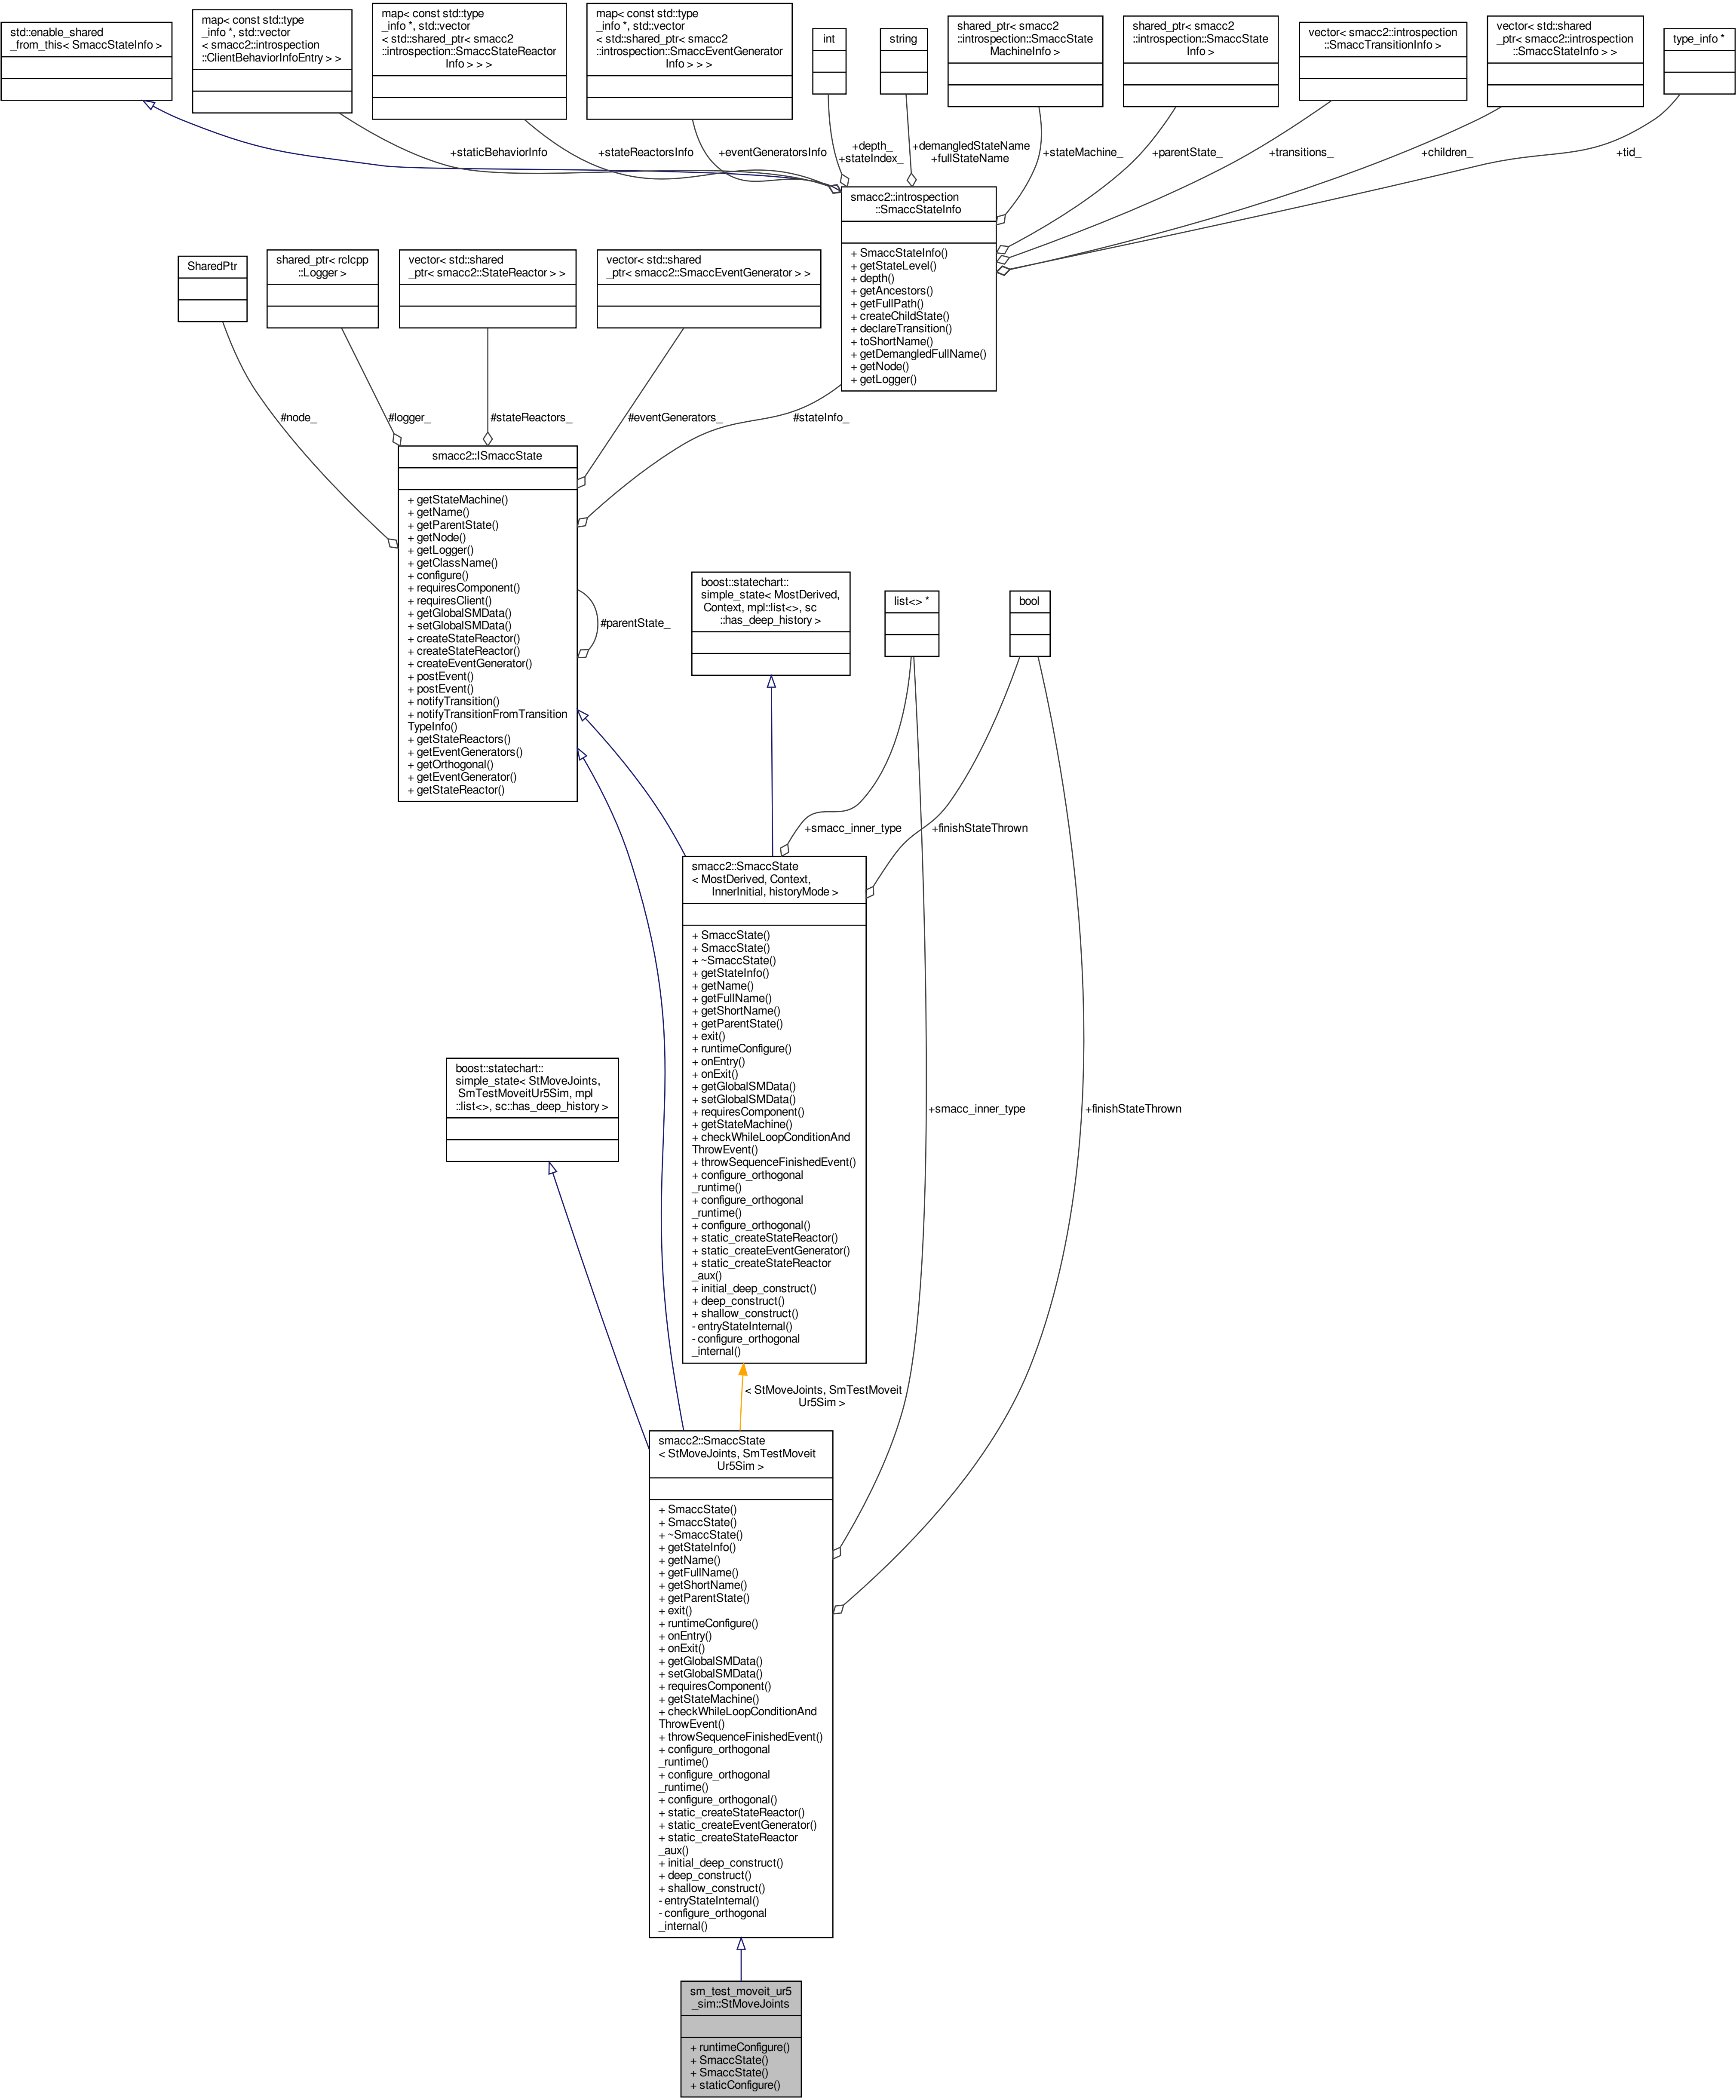 std::enable_shared
_from_this< SmaccStateInfo >
map< const std::type
_info *, std::vector
< smacc2::introspection
::ClientBehaviorInfoEntry > >
map< const std::type
_info *, std::vector
< std::shared_ptr< smacc2
::introspection::SmaccStateReactor
Info > > >
map< const std::type
_info *, std::vector
< std::shared_ptr< smacc2
::introspection::SmaccEventGenerator
Info > > >
int
string
shared_ptr< smacc2
::introspection::SmaccState
MachineInfo >
shared_ptr< smacc2
::introspection::SmaccState
Info >
vector< smacc2::introspection
::SmaccTransitionInfo >
vector< std::shared
_ptr< smacc2::introspection
::SmaccStateInfo > >
type_info *
+staticBehaviorInfo
+stateReactorsInfo
+eventGeneratorsInfo
+depth_
+stateIndex_
+demangledStateName
+fullStateName
+stateMachine_
+parentState_
+transitions_
+children_
+tid_
smacc2::introspection
::SmaccStateInfo
+ SmaccStateInfo()
+ getStateLevel()
+ depth()
+ getAncestors()
+ getFullPath()
+ createChildState()
+ declareTransition()
+ toShortName()
+ getDemangledFullName()
+ getNode()
+ getLogger()
SharedPtr
shared_ptr< rclcpp
::Logger >
vector< std::shared
_ptr< smacc2::StateReactor > >
vector< std::shared
_ptr< smacc2::SmaccEventGenerator > >
#node_
#logger_
#stateReactors_
#eventGenerators_
#stateInfo_
smacc2::ISmaccState
+ getStateMachine()
+ getName()
+ getParentState()
+ getNode()
+ getLogger()
+ getClassName()
+ configure()
+ requiresComponent()
+ requiresClient()
+ getGlobalSMData()
+ setGlobalSMData()
+ createStateReactor()
+ createStateReactor()
+ createEventGenerator()
+ postEvent()
+ postEvent()
+ notifyTransition()
+ notifyTransitionFromTransition
TypeInfo()
+ getStateReactors()
+ getEventGenerators()
+ getOrthogonal()
+ getEventGenerator()
+ getStateReactor()
#parentState_
boost::statechart::
simple_state< MostDerived,
Context, mpl::list<>, sc
::has_deep_history >
list<> *
bool
+smacc_inner_type
+finishStateThrown
smacc2::SmaccState
< MostDerived, Context,
InnerInitial, historyMode >
+ SmaccState()
+ SmaccState()
+ ~SmaccState()
+ getStateInfo()
+ getName()
+ getFullName()
+ getShortName()
+ getParentState()
+ exit()
+ runtimeConfigure()
+ onEntry()
+ onExit()
+ getGlobalSMData()
+ setGlobalSMData()
+ requiresComponent()
+ getStateMachine()
+ checkWhileLoopConditionAnd
ThrowEvent()
+ throwSequenceFinishedEvent()
+ configure_orthogonal
_runtime()
+ configure_orthogonal
_runtime()
+ configure_orthogonal()
+ static_createStateReactor()
+ static_createEventGenerator()
+ static_createStateReactor
_aux()
+ initial_deep_construct()
+ deep_construct()
+ shallow_construct()
- entryStateInternal()
- configure_orthogonal
_internal()
boost::statechart::
simple_state< StMoveJoints,
SmTestMoveitUr5Sim, mpl
::list<>, sc::has_deep_history >
+smacc_inner_type
+finishStateThrown
< StMoveJoints, SmTestMoveit
Ur5Sim >
smacc2::SmaccState
< StMoveJoints, SmTestMoveit
Ur5Sim >
+ SmaccState()
+ SmaccState()
+ ~SmaccState()
+ getStateInfo()
+ getName()
+ getFullName()
+ getShortName()
+ getParentState()
+ exit()
+ runtimeConfigure()
+ onEntry()
+ onExit()
+ getGlobalSMData()
+ setGlobalSMData()
+ requiresComponent()
+ getStateMachine()
+ checkWhileLoopConditionAnd
ThrowEvent()
+ throwSequenceFinishedEvent()
+ configure_orthogonal
_runtime()
+ configure_orthogonal
_runtime()
+ configure_orthogonal()
+ static_createStateReactor()
+ static_createEventGenerator()
+ static_createStateReactor
_aux()
+ initial_deep_construct()
+ deep_construct()
+ shallow_construct()
- entryStateInternal()
- configure_orthogonal
_internal()
sm_test_moveit_ur5
_sim::StMoveJoints
+ runtimeConfigure()
+ SmaccState()
+ SmaccState()
+ staticConfigure()